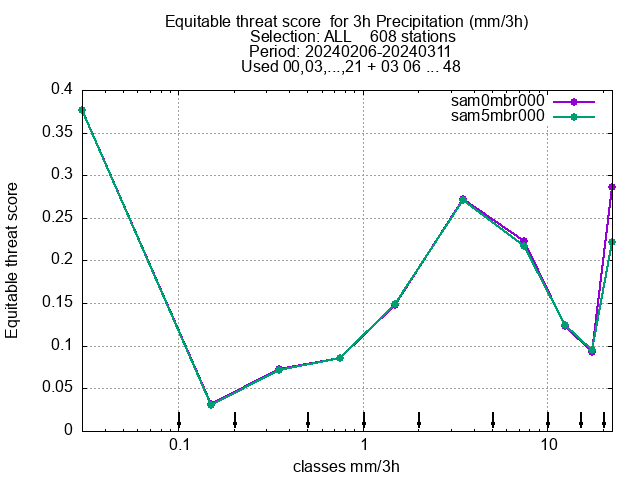 Equitable threat score  for 3h Precipitation (mm/3h)
Selection: ALL    608 stations
Period: 20240206-20240311
Used 00,03,...,21 + 03 06 ... 48
sam0mbr000
sam5mbr000
Equitable threat score
0.4
0.35
0.3
0.25
0.2
0.15
0.1
0.05
0
0.1
1
10
classes mm/3h